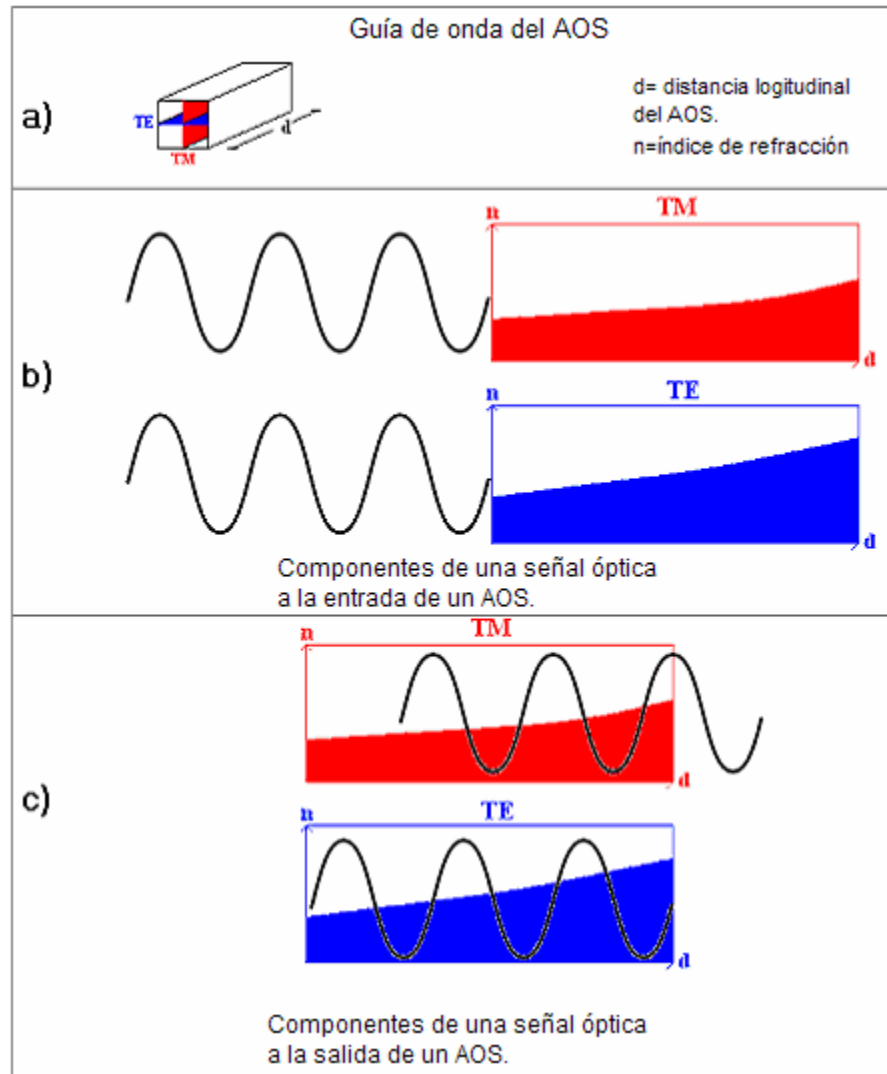 Guía de onda del AOS
a)
TE
TM
d
d= distancia logitudinal
del AOS.
n=índice de refracción
b)
n
TM
d
n
TE
d
Componentes de una señal óptica
a la entrada de un AOS.
c)
n
TM
d
n
TE
d
Componentes de una señal óptica
a la salida de un AOS.